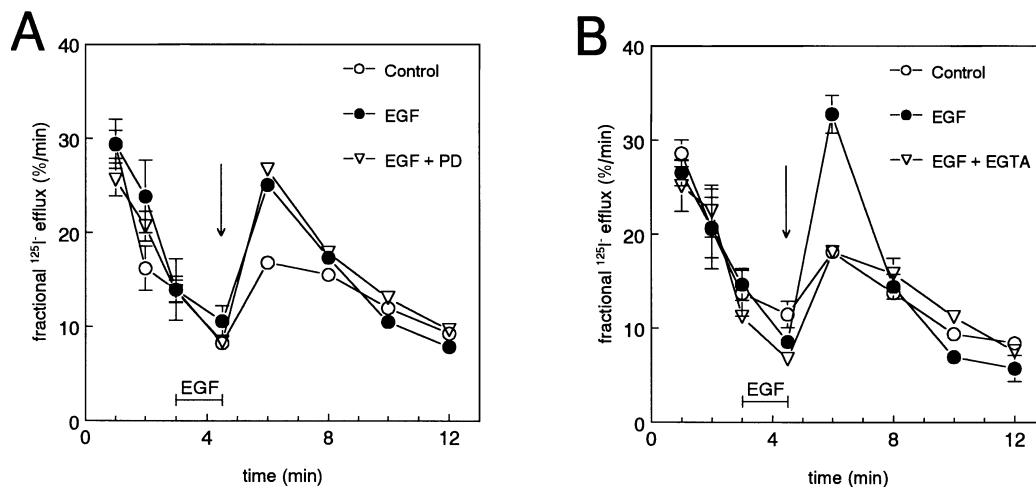 A
40
30
20
10
0
fractional ¹²⁵I⁻ efflux (%/min)
Control
EGF
EGF + PD
EGF
0
4
8
12
time (min)
B
40
30
20
10
0
fractional ¹²⁵I⁻ efflux (%/min)
Control
EGF
EGF + EGTA
EGF
0
4
8
12
time (min)